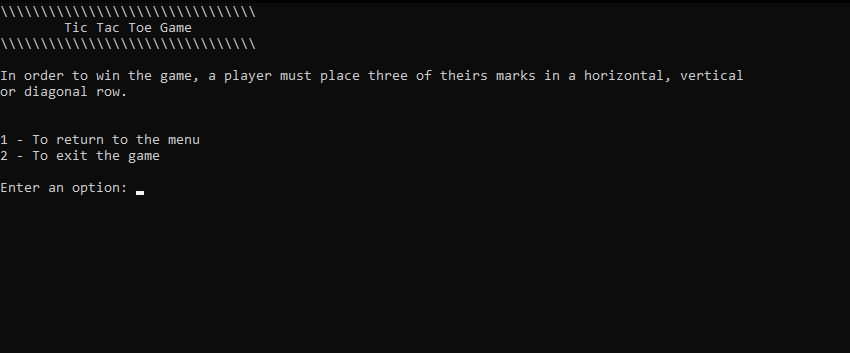 \\\\\\\\\\\\\\\\\\\\\\\\\\\\\\\\
Tic Tac Toe Game
\\\\\\\\\\\\\\\\\\\\\\\\\\\\\\\\
In order to win the game, a player must place three of theirs marks in a horizontal, vertical
or diagonal row.
1 - To return to the menu
2 - To exit the game
Enter an option: _